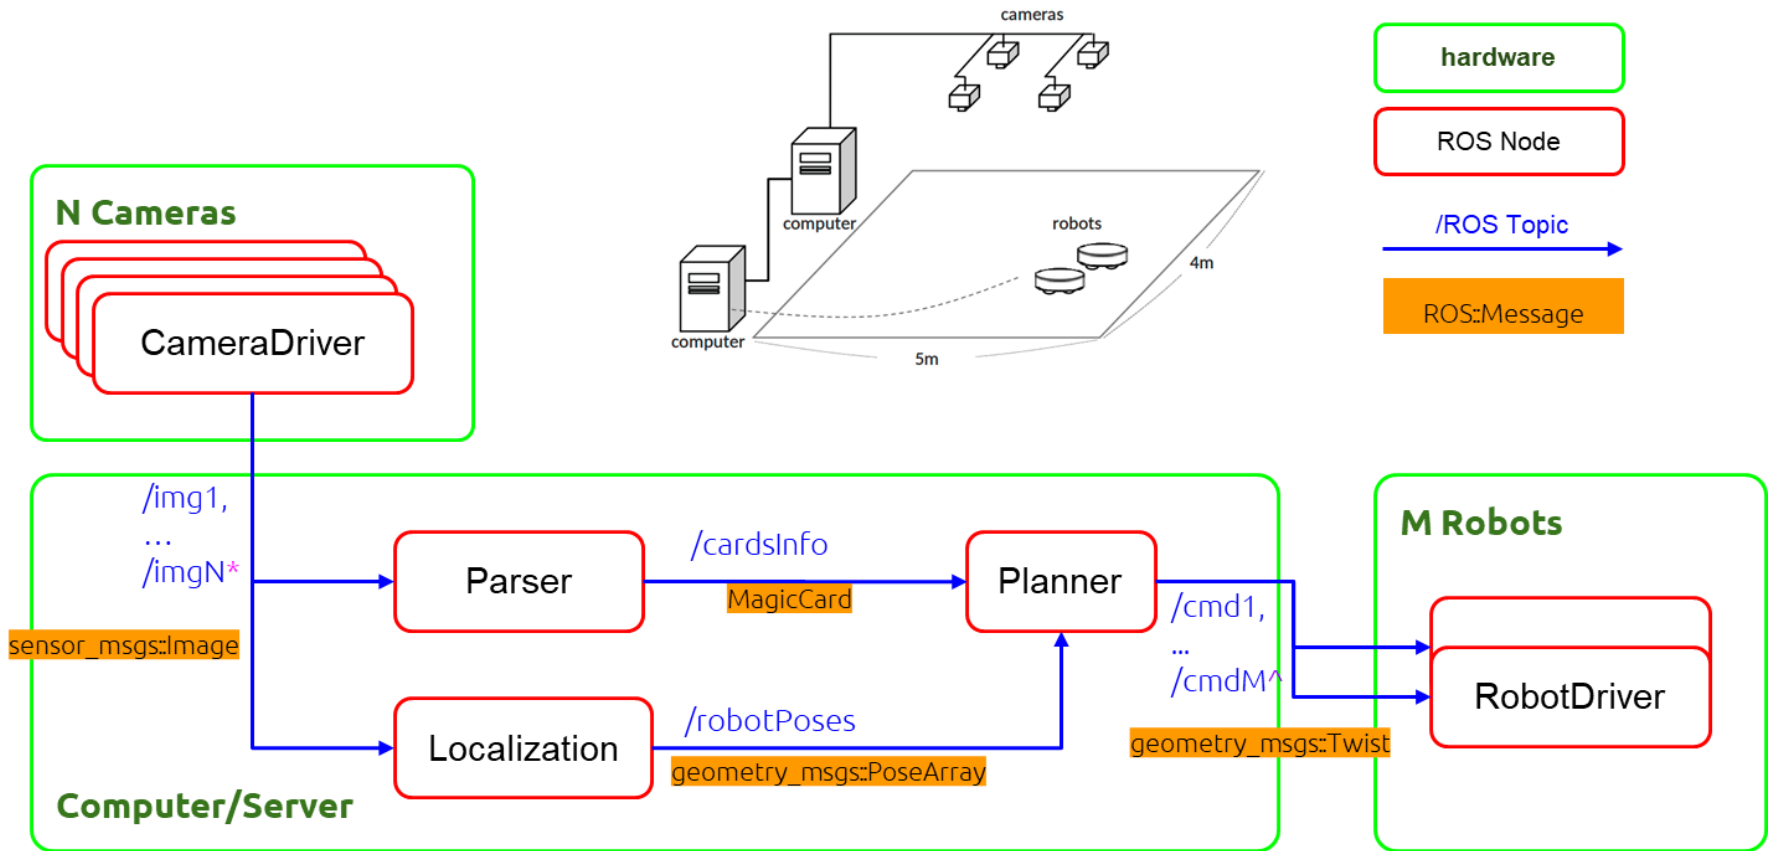 cameras
computer
computer
robots
4m
5m
hardware
ROS Node
/ROS Topic
ROS::Message
N Cameras
CameraDriver
/img1,
...
/imgN*
sensor_msgs::Image
Parser
/cardsInfo
MagicCard
Planner
Localization
/robotPoses
geometry_msgs::PoseArray
Computer/Server
/cmd1,
...
/cmdM^
geometry_msgs::Twist
M Robots
RobotDriver